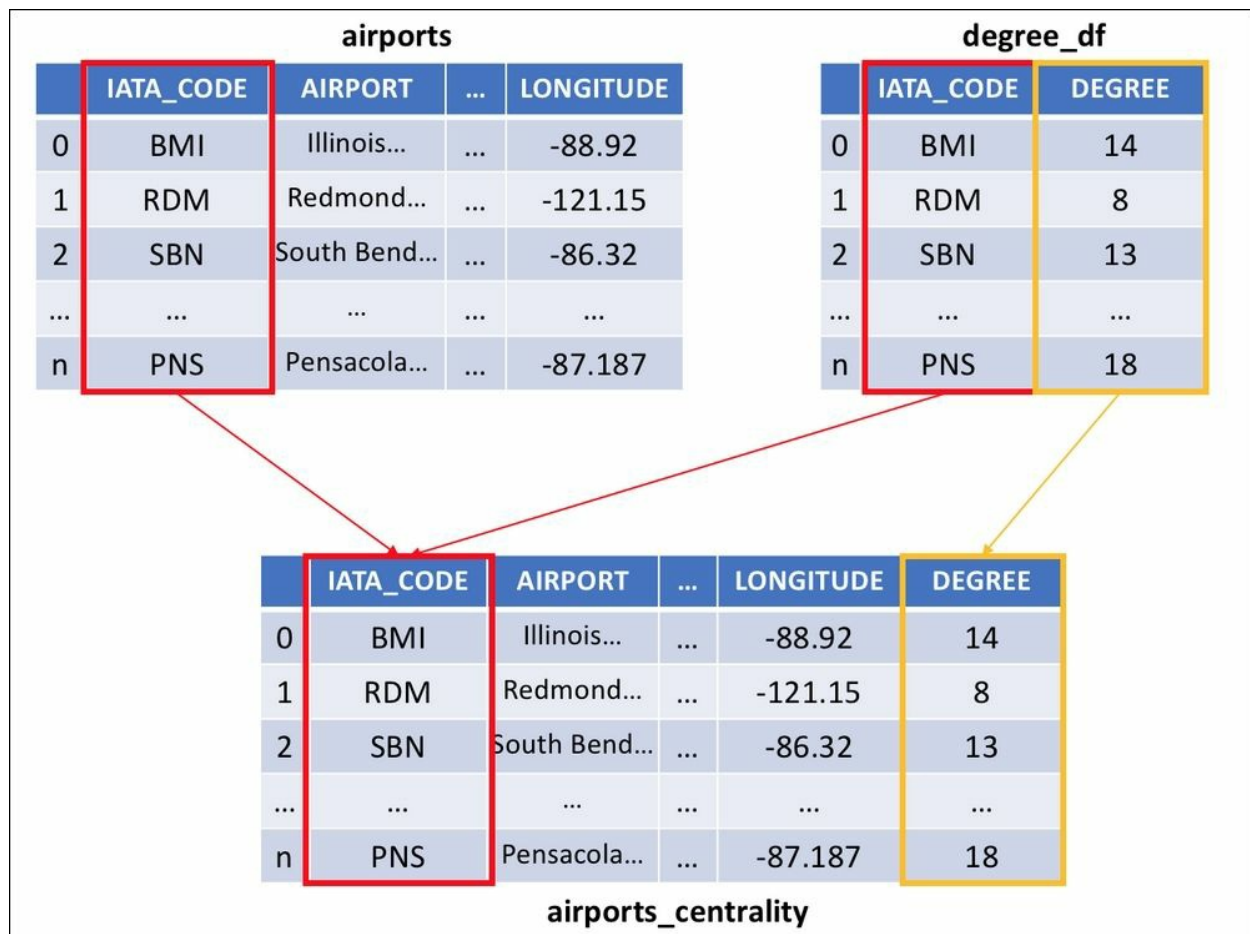 airports
IATA_CODE AIRPORT ... LONGITUDE
0 BMI Illinois... ... -88.92
1 RDM Redmond... ... -121.15
2 SBN South Bend... ... -86.32
... ... ... ... ...
n PNS Pensacola... ... -87.187
degree_df
IATA_CODE DEGREE
0 BMI 14
1 RDM 8
2 SBN 13
... ... ...
n PNS 18
IATA_CODE AIRPORT ... LONGITUDE DEGREE
0 BMI Illinois... ... -88.92 14
1 RDM Redmond... ... -121.15 8
2 SBN South Bend... ... -86.32 13
... ... ... ... ... ...
n PNS Pensacola... ... -87.187 18
airports_centrality